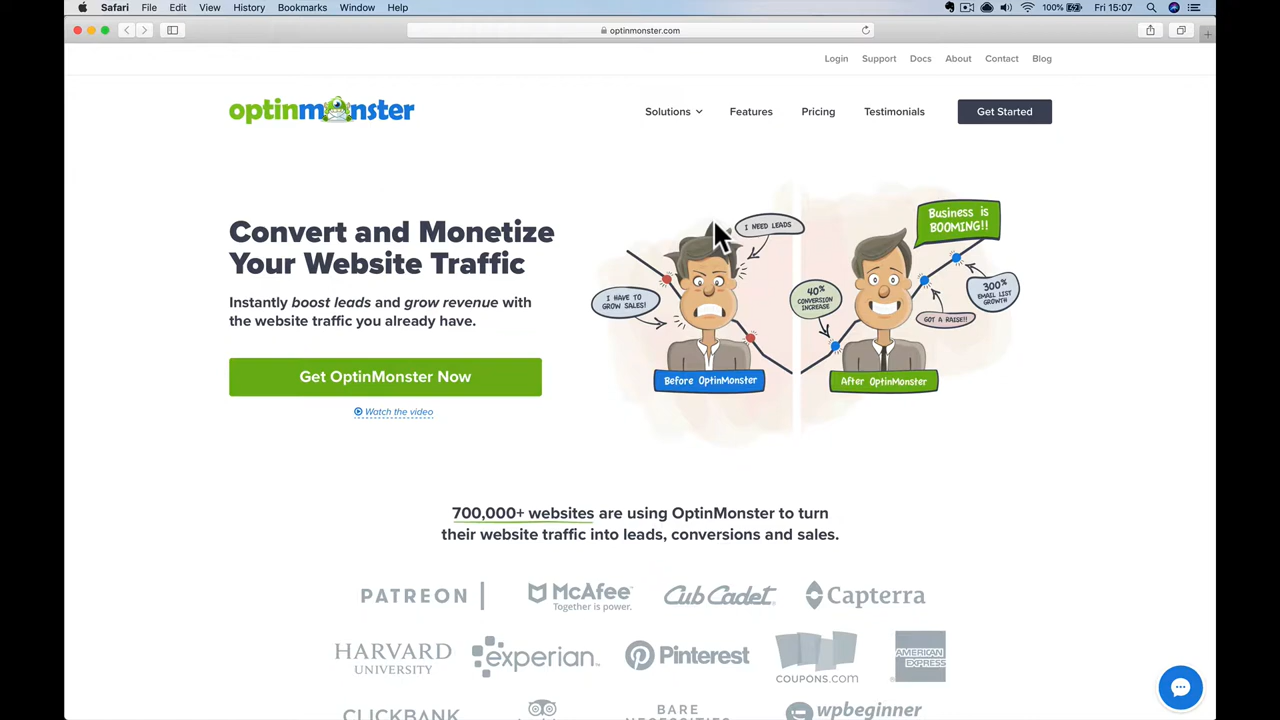 Safari File Edit View History Bookmarks Window Help 100% Fri 15:07
optinmonster.com
Login Support Docs About Contact Blog
optinmonster Solutions Features Pricing Testimonials Get Started
Convert and Monetize
Your Website Traffic
Instantly boost leads and grow revenue with
the website traffic you already have.
Get OptinMonster Now
Watch the video
I NEED LEADS
I HAVE TO
GROW SALES!
Before OptinMonster
Business is
BOOMING!!
40%
CONVERSION
INCREASE
300%
EMAIL LIST
GROWTH
GOT A RAISE!!
After OptinMonster
700,000+ websites are using OptinMonster to turn
their website traffic into leads, conversions and sales.
PATREON McAfee Cub Cadet Capterra
Together is power.
HARVARD UNIVERSITY experian Pinterest COUPONS.COM AMERICAN EXPRESS
CLICKBANK BARE NECESSITIES wpbeginner